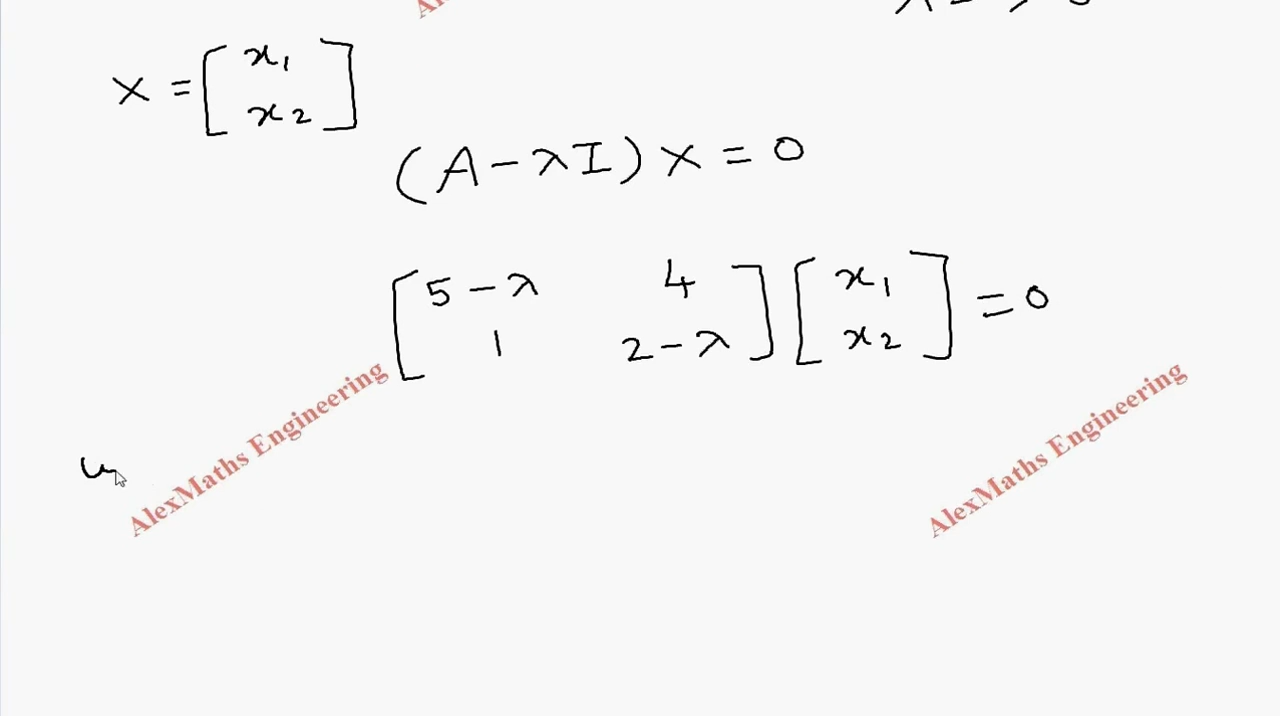 X = [ x1
x2 ]
(A - λI) X = 0
[ 5 - λ 4
1 2 - λ ] [ x1
x2 ] = 0
AlexMaths Engineering
AlexMaths Engineering